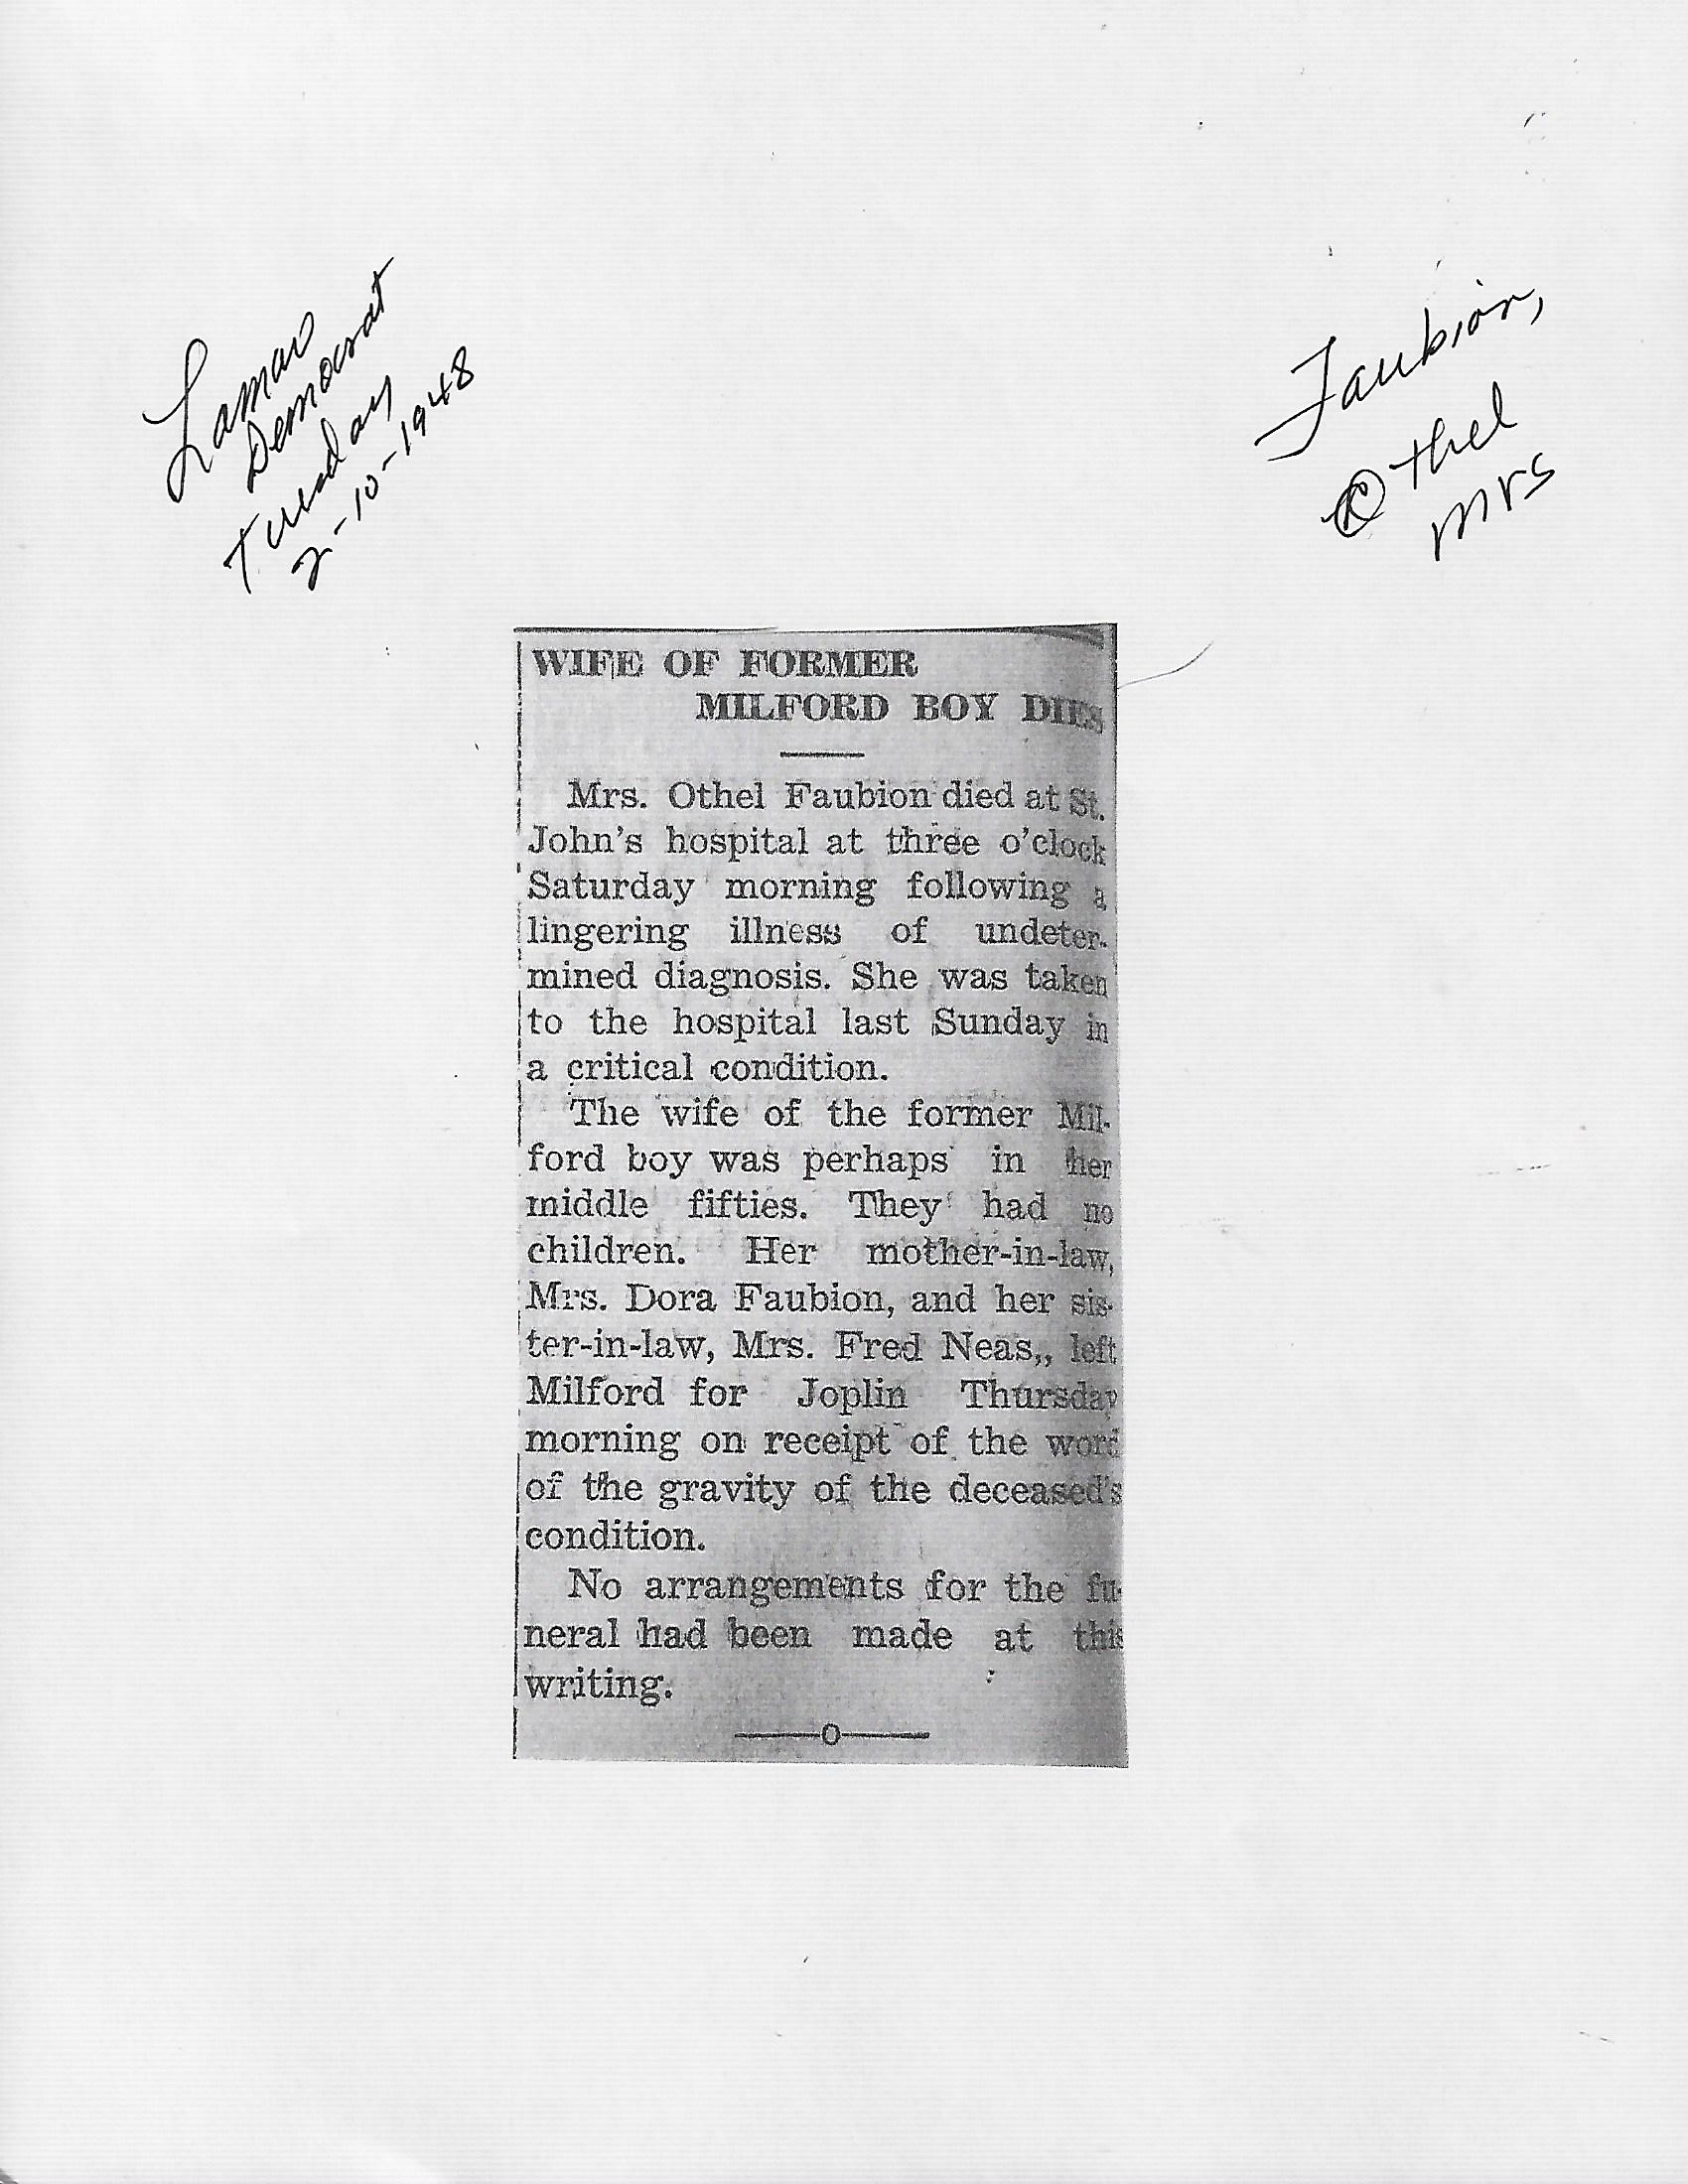 Lamar
Democrat
Tuesday
2-10-1948
Faubion,
Othel
Mrs
WIFE OF FORMER
MILFORD BOY DIES
Mrs. Othel Faubion died at St.
John's hospital at three o'clock
Saturday morning following a
lingering illness of undeter-
mined diagnosis. She was taken
to the hospital last Sunday in
a critical condition.
The wife of the former Mil-
ford boy was perhaps in her
middle fifties. They had no
children. Her mother-in-law,
Mrs. Dora Faubion, and her sis-
ter-in-law, Mrs. Fred Neas,, left
Milford for Joplin Thursday
morning on receipt of the word
of the gravity of the deceased's
condition.
No arrangements for the fu-
neral had been made at this
writing.